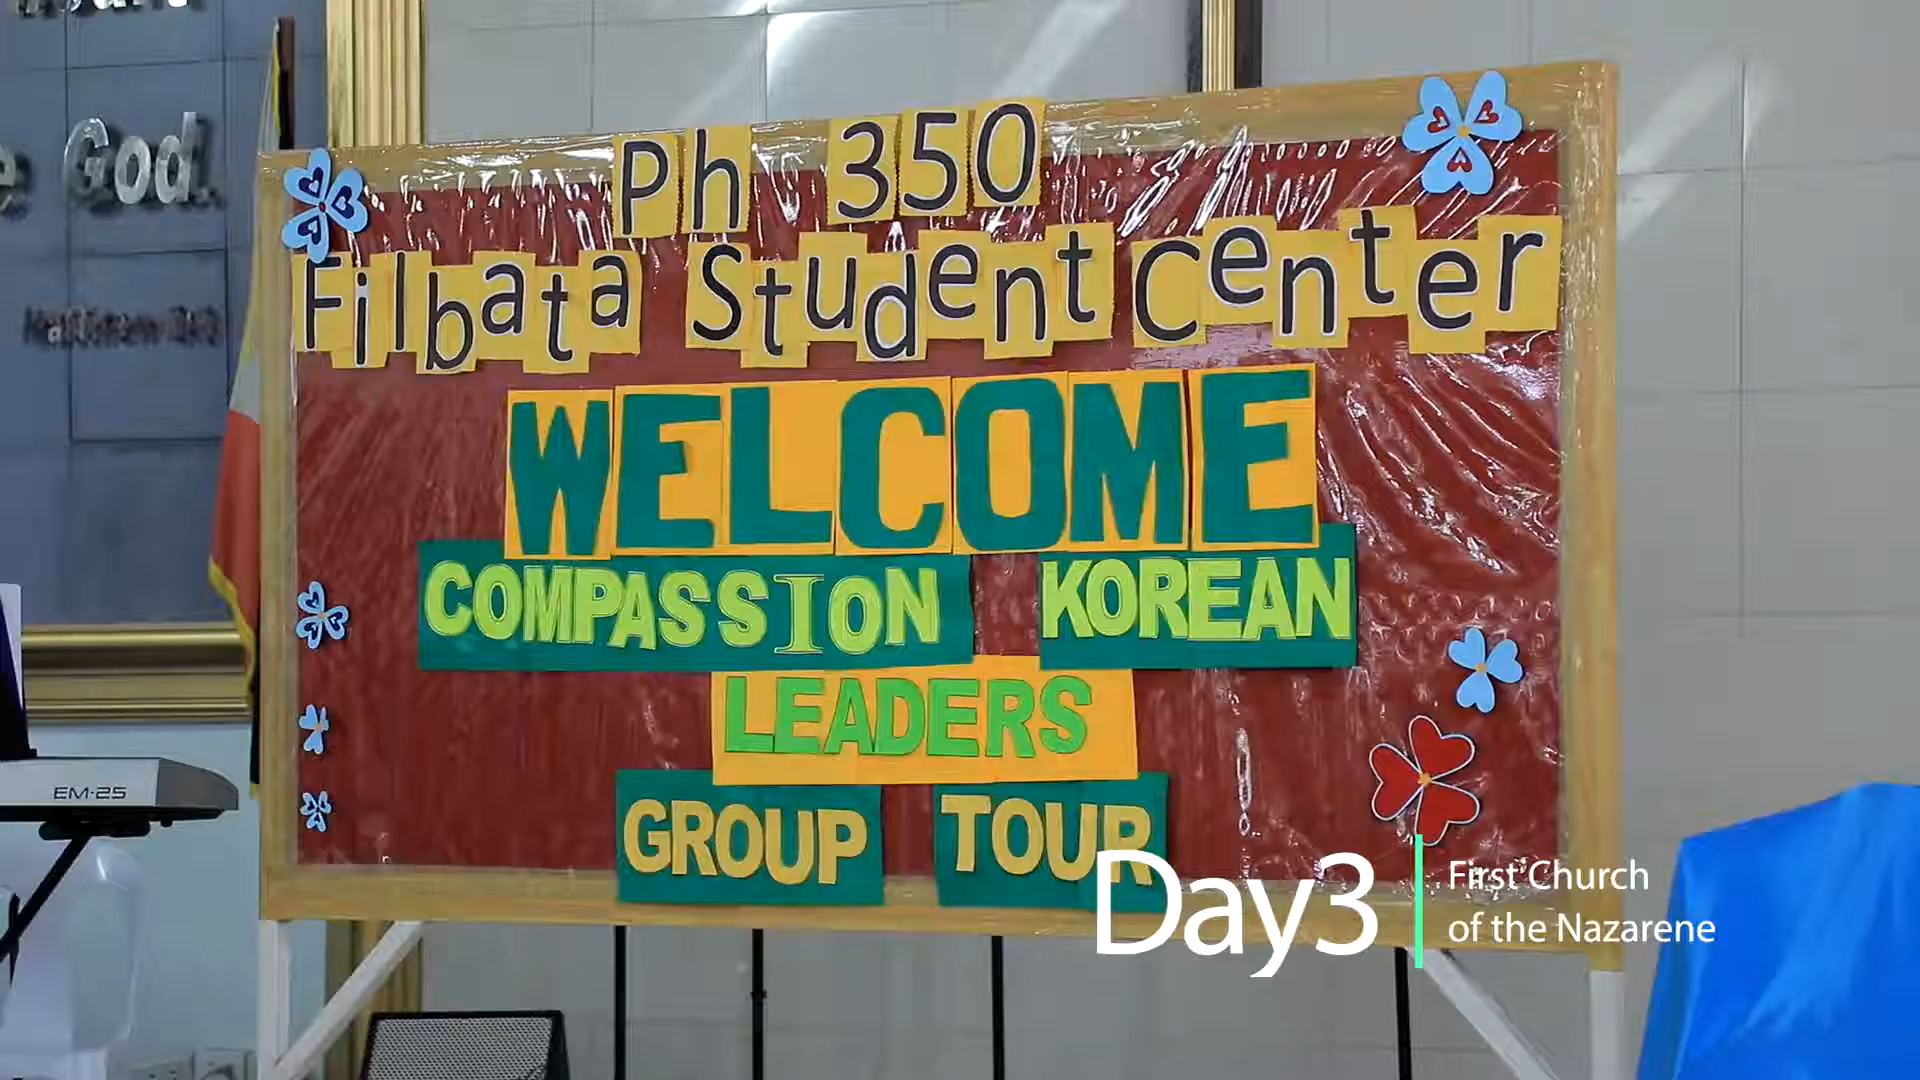 God.
Ph 350
Filbata Student Center
WELCOME
COMPASSION KOREAN
LEADERS
GROUP TOUR
EM-25
Day3
First Church
of the Nazarene